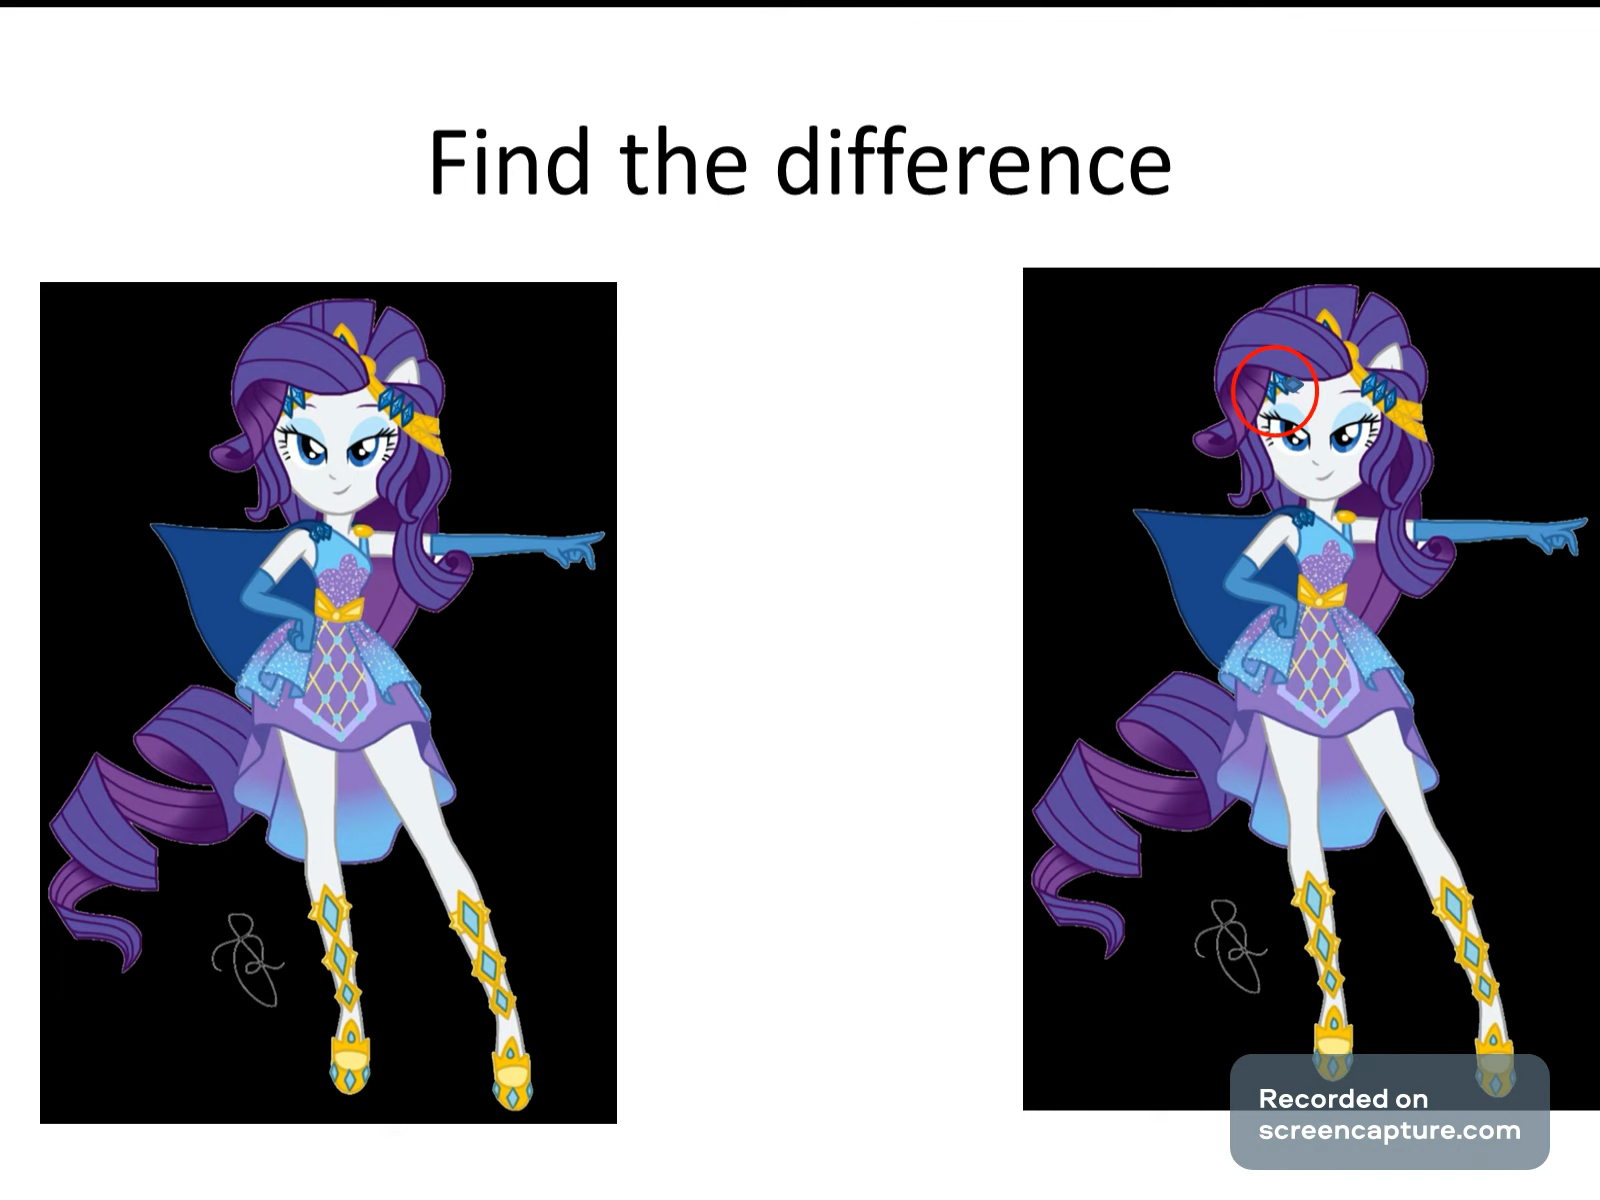 Find the difference
Recorded on
screencapture.com